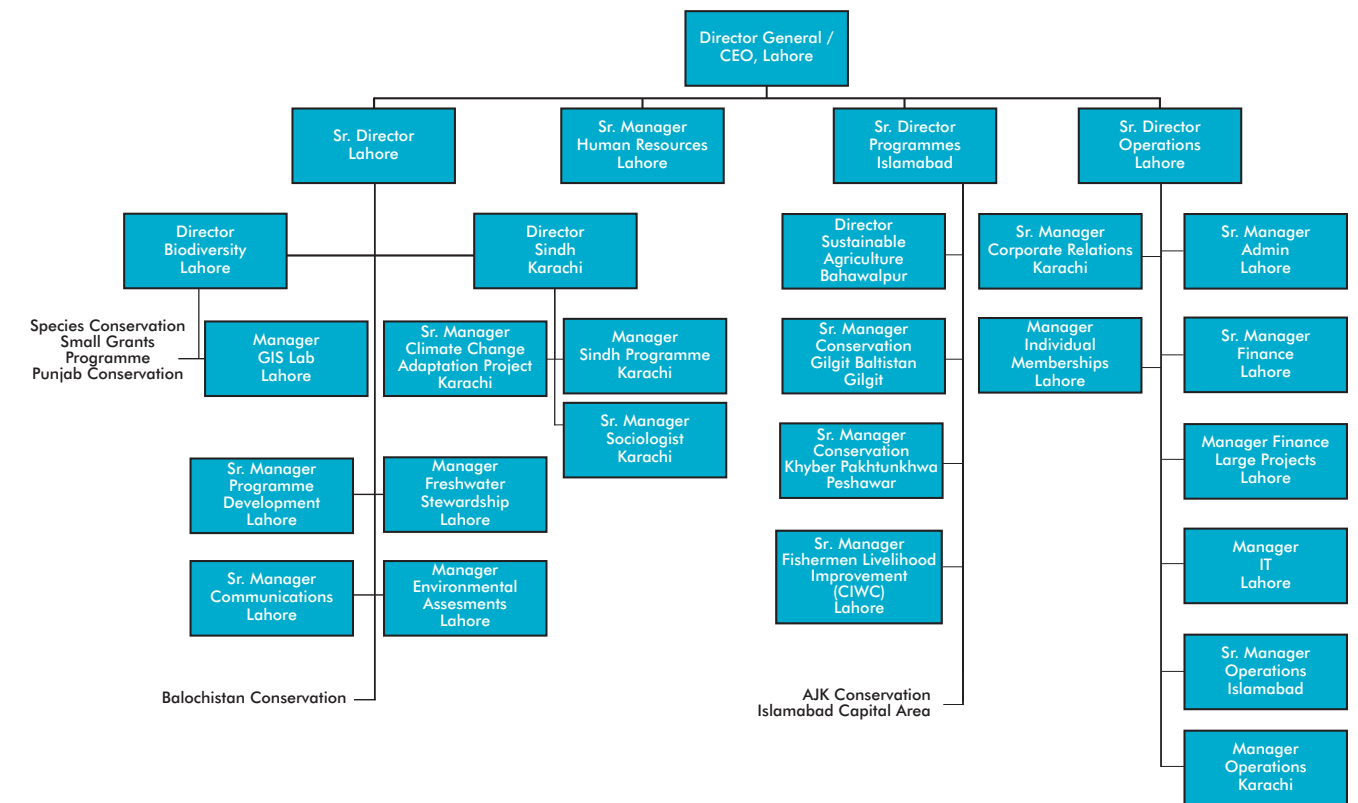 Director General /
CEO, Lahore
Sr. Director
Lahore
Sr. Manager
Human Resources
Lahore
Sr. Director
Programmes
Islamabad
Sr. Director
Operations
Lahore
Director
Biodiversity
Lahore
Director
Sindh
Karachi
Director
Sustainable
Agriculture
Bahawalpur
Sr. Manager
Corporate Relations
Karachi
Sr. Manager
Admin
Lahore
Species Conservation
Small Grants
Programme
Punjab Conservation
Manager
GIS Lab
Lahore
Sr. Manager
Climate Change
Adaptation Project
Karachi
Manager
Sindh Programme
Karachi
Sr. Manager
Conservation
Gilgit Baltistan
Gilgit
Manager
Individual
Memberships
Lahore
Sr. Manager
Finance
Lahore
Sr. Manager
Sociologist
Karachi
Sr. Manager
Conservation
Khyber Pakhtunkhwa
Peshawar
Manager Finance
Large Projects
Lahore
Sr. Manager
Programme
Development
Lahore
Manager
Freshwater
Stewardship
Lahore
Sr. Manager
Fishermen Livelihood
Improvement
(CIWC)
Lahore
Manager
IT
Lahore
Sr. Manager
Communications
Lahore
Manager
Environmental
Assesments
Lahore
Sr. Manager
Operations
Islamabad
Balochistan Conservation
AJK Conservation
Islamabad Capital Area
Manager
Operations
Karachi